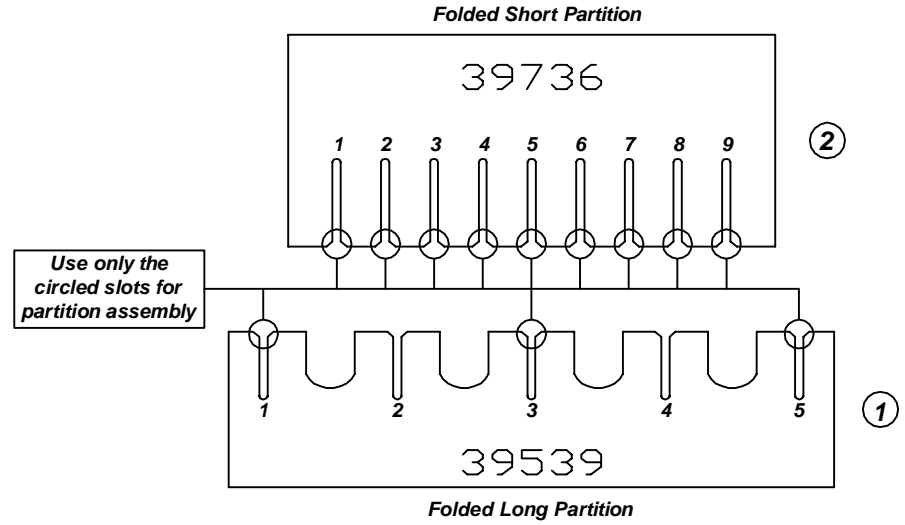 Folded Short Partition
39736
1 2 3 4 5 6 7 8 9
2
Use only the
circled slots for
partition assembly
1 2 3 4 5
1
39539
Folded Long Partition